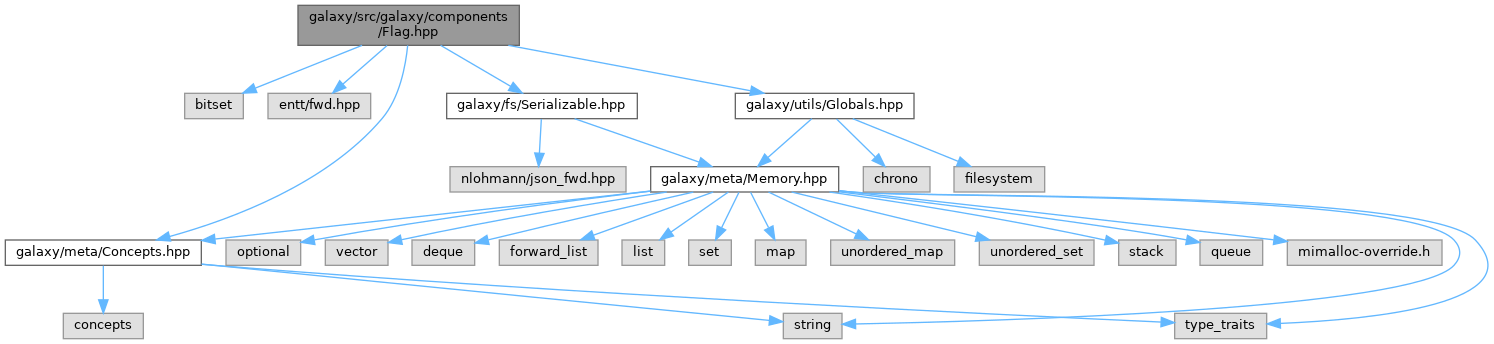 galaxy/src/galaxy/components
/Flag.hpp
bitset
entt/fwd.hpp
galaxy/fs/Serializable.hpp
galaxy/utils/Globals.hpp
nlohmann/json_fwd.hpp
galaxy/meta/Memory.hpp
chrono
filesystem
galaxy/meta/Concepts.hpp
optional
vector
deque
forward_list
list
set
map
unordered_map
unordered_set
stack
queue
mimalloc-override.h
concepts
string
type_traits